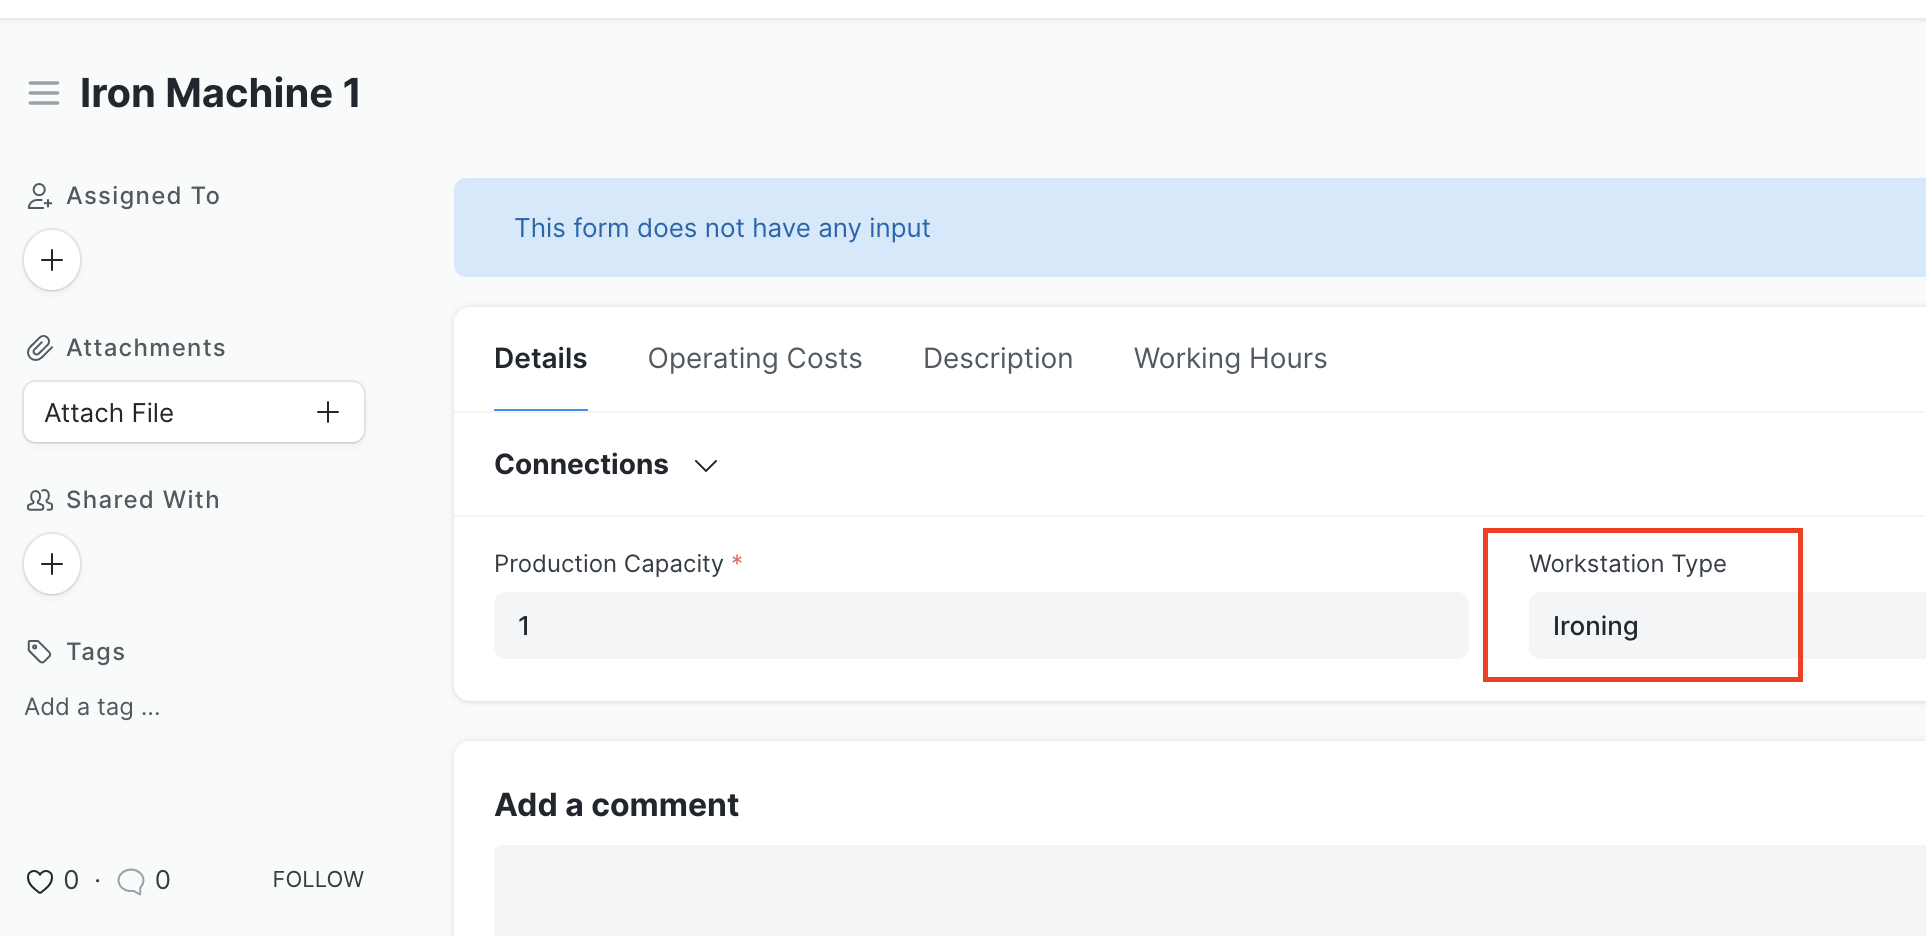 Iron Machine 1
Assigned To
Attachments
Attach File
Shared With
Tags
Add a tag ...
0 · 0 FOLLOW
This form does not have any input
Details Operating Costs Description Working Hours
Connections
Production Capacity *
1
Workstation Type
Ironing
Add a comment